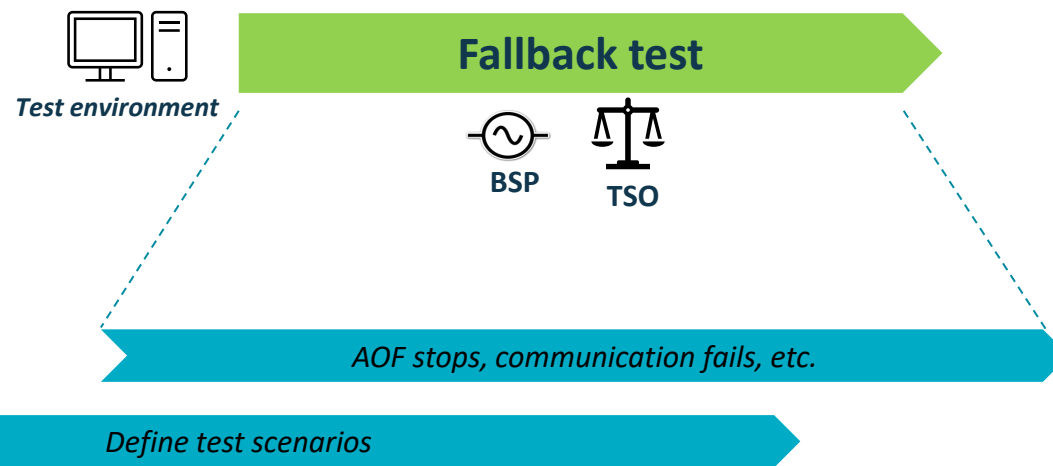 Fallback test
Test environment
BSP
TSO
AOF stops, communication fails, etc.
Define test scenarios